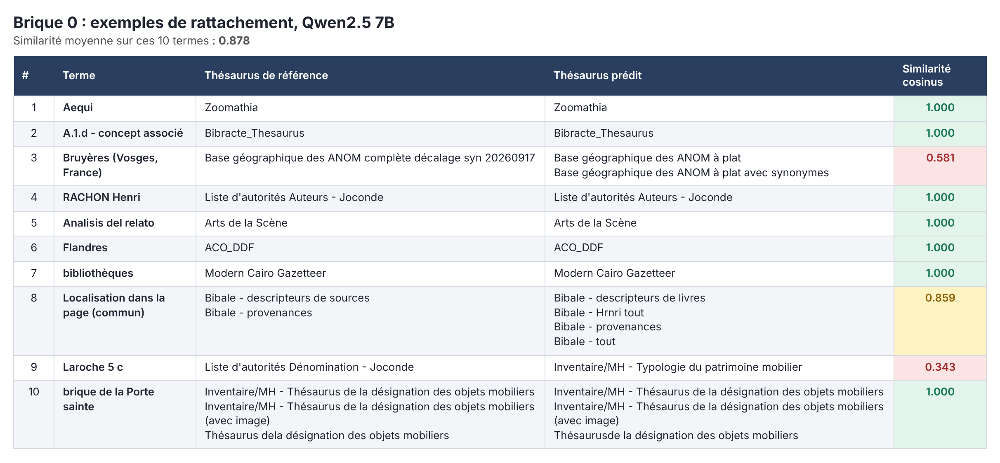 Brique 0 : exemples de rattachement, Qwen2.5 7B
Similarité moyenne sur ces 10 termes : 0.878
# Terme Thésaurus de référence Thésaurus prédit Similarité cosinus
1 Aequi Zoomathia Zoomathia 1.000
2 A.1.d - concept associé Bibracte_Thesaurus Bibracte_Thesaurus 1.000
3 Bruyères (Vosges, Base géographique des ANOM complète décalage syn 20260917 Base géographique des ANOM à plat 0.581
France) Base géographique des ANOM à plat avec synonymes
4 RACHON Henri Liste d'autorités Auteurs - Joconde Liste d'autorités Auteurs - Joconde 1.000
5 Analisis del relato Arts de la Scène Arts de la Scène 1.000
6 Flandres ACO_DDF ACO_DDF 1.000
7 bibliothèques Modern Cairo Gazetteer Modern Cairo Gazetteer 1.000
8 Localisation dans la Bibale - descripteurs de sources Bibale - descripteurs de livres 0.859
page (commun) Bibale - provenances Bibale - Hrnri tout
Bibale - provenances
Bibale - tout
9 Laroche 5 c Liste d'autorités Dénomination - Joconde Inventaire/MH - Typologie du patrimoine mobilier 0.343
10 brique de la Porte Inventaire/MH - Thésaurus de la désignation des objets mobiliers Inventaire/MH - Thésaurus de la désignation des objets mobiliers 1.000
sainte Inventaire/MH - Thésaurus de la désignation des objets mobiliers Inventaire/MH - Thésaurus de la désignation des objets mobiliers
(avec image) (avec image)
Thésaurus dela désignation des objets mobiliers Thésaurusde la désignation des objets mobiliers